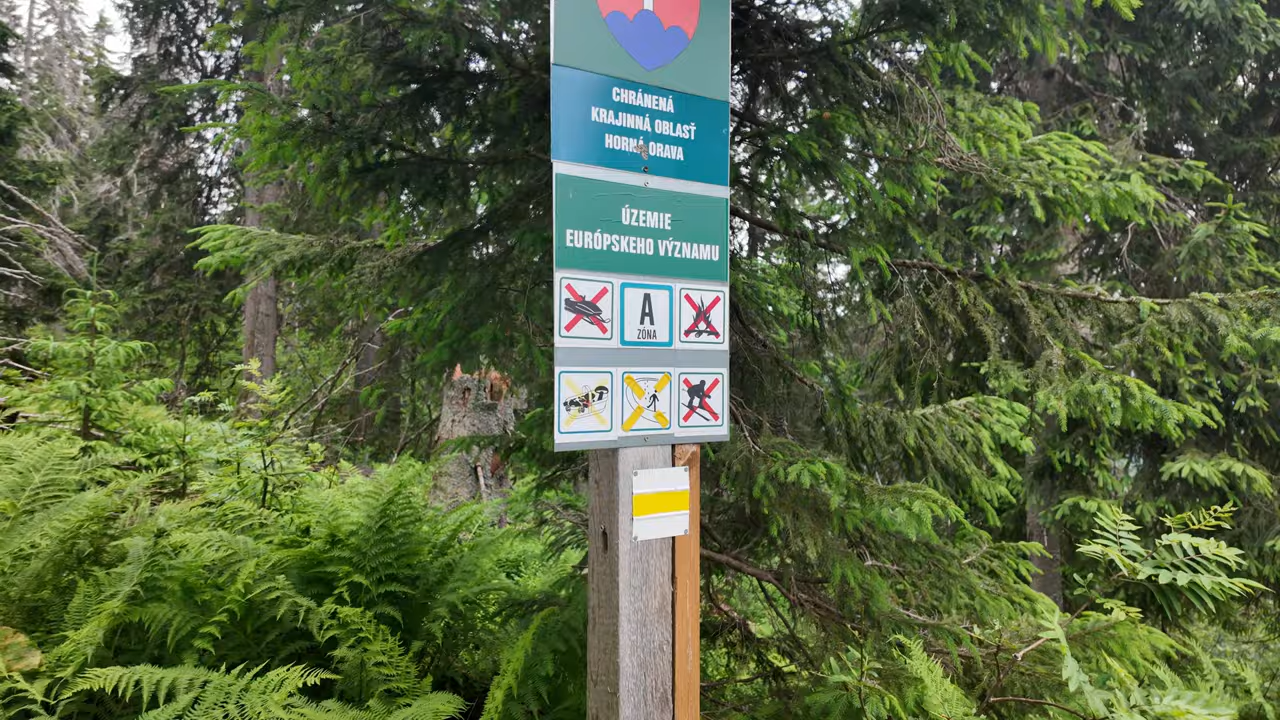 CHRÁNENÁ
KRAJINNÁ OBLASŤ
HORNÁ ORAVA
ÚZEMIE
EURÓPSKEHO VÝZNAMU
A
ZÓNA